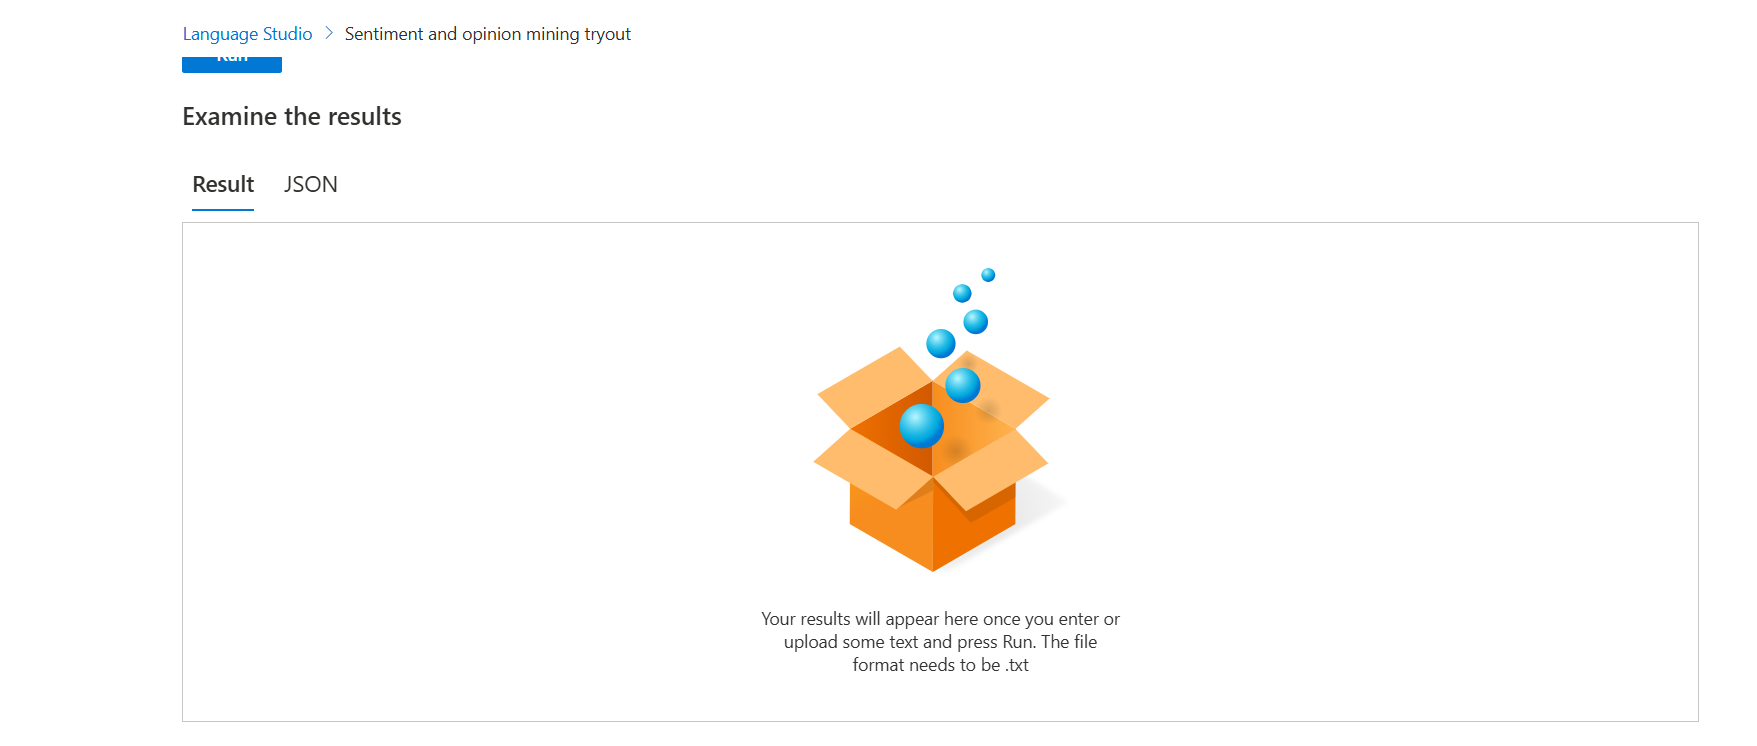 Language Studio > Sentiment and opinion mining tryout
Run
Examine the results
Result JSON
Your results will appear here once you enter or
upload some text and press Run. The file
format needs to be .txt